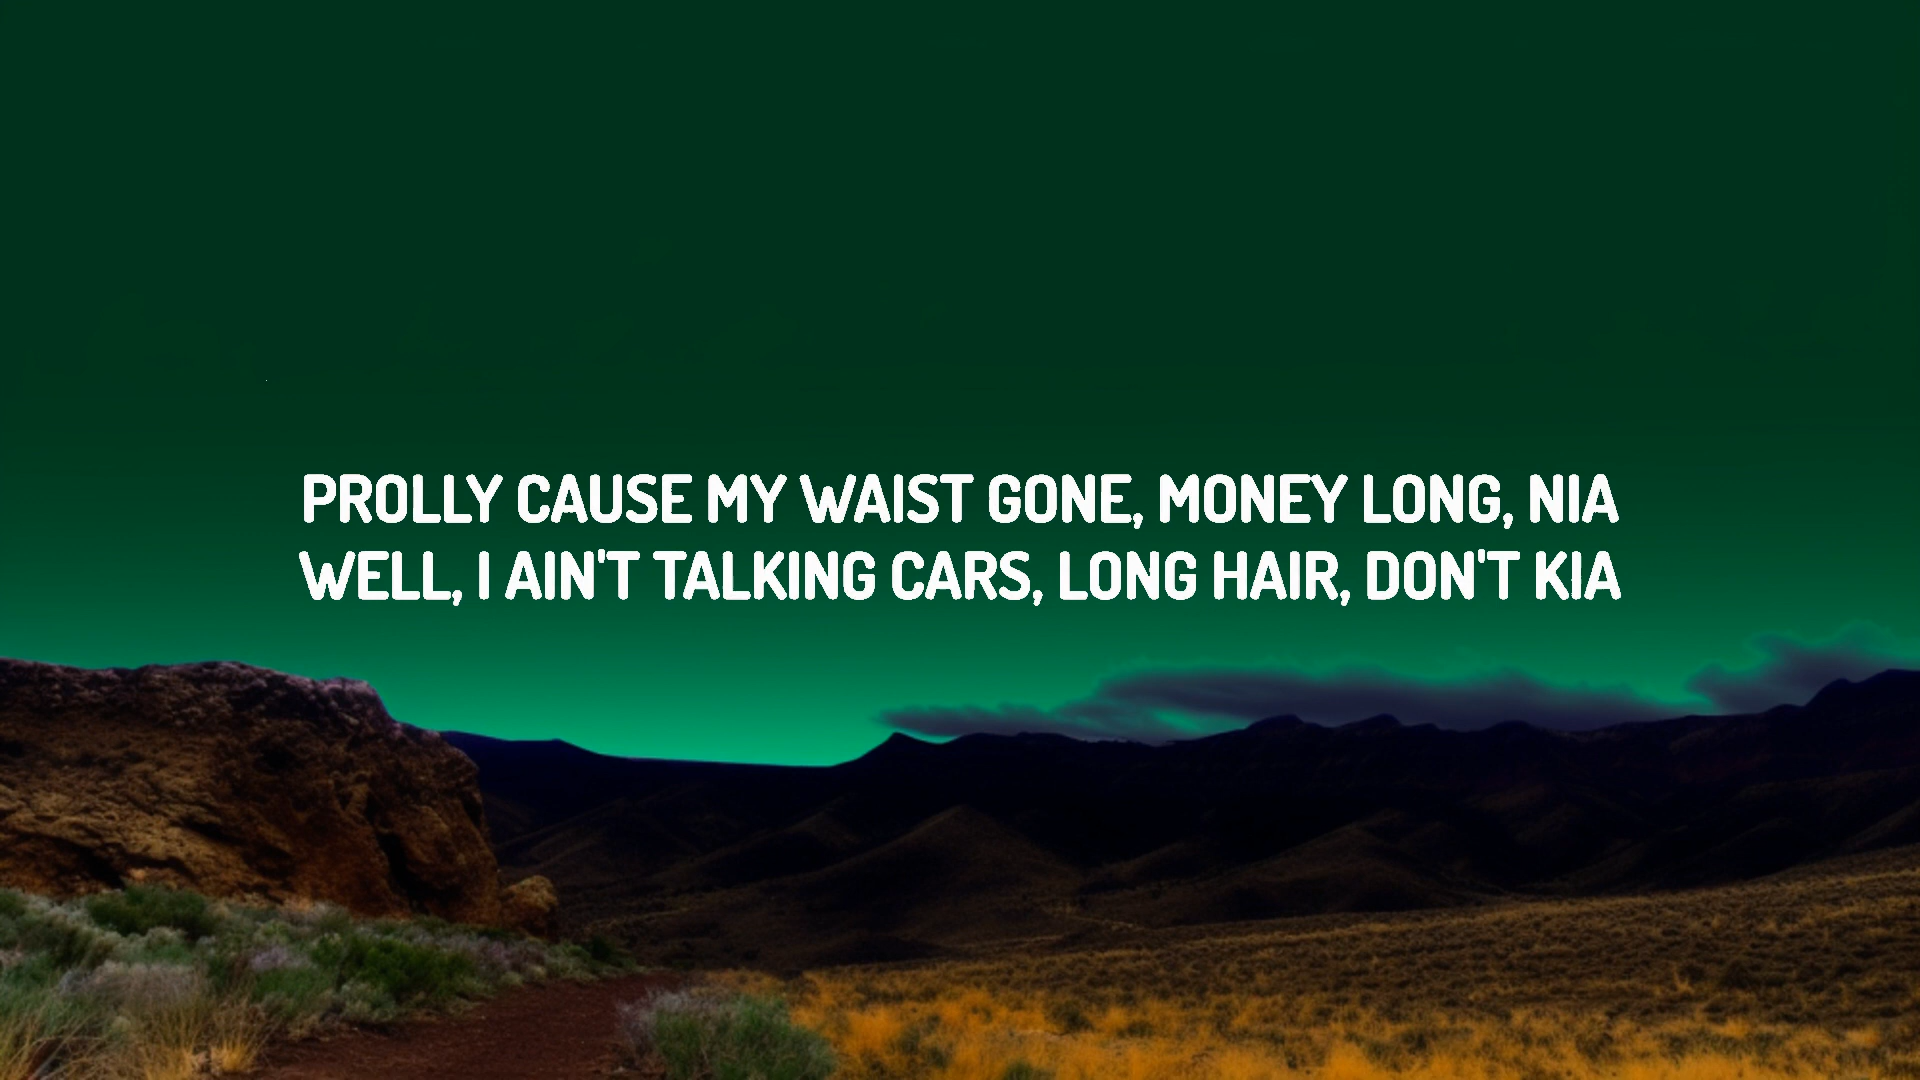 PROLLY CAUSE MY WAIST GONE, MONEY LONG, NIA
WELL, I AIN'T TALKING CARS, LONG HAIR, DON'T KIA